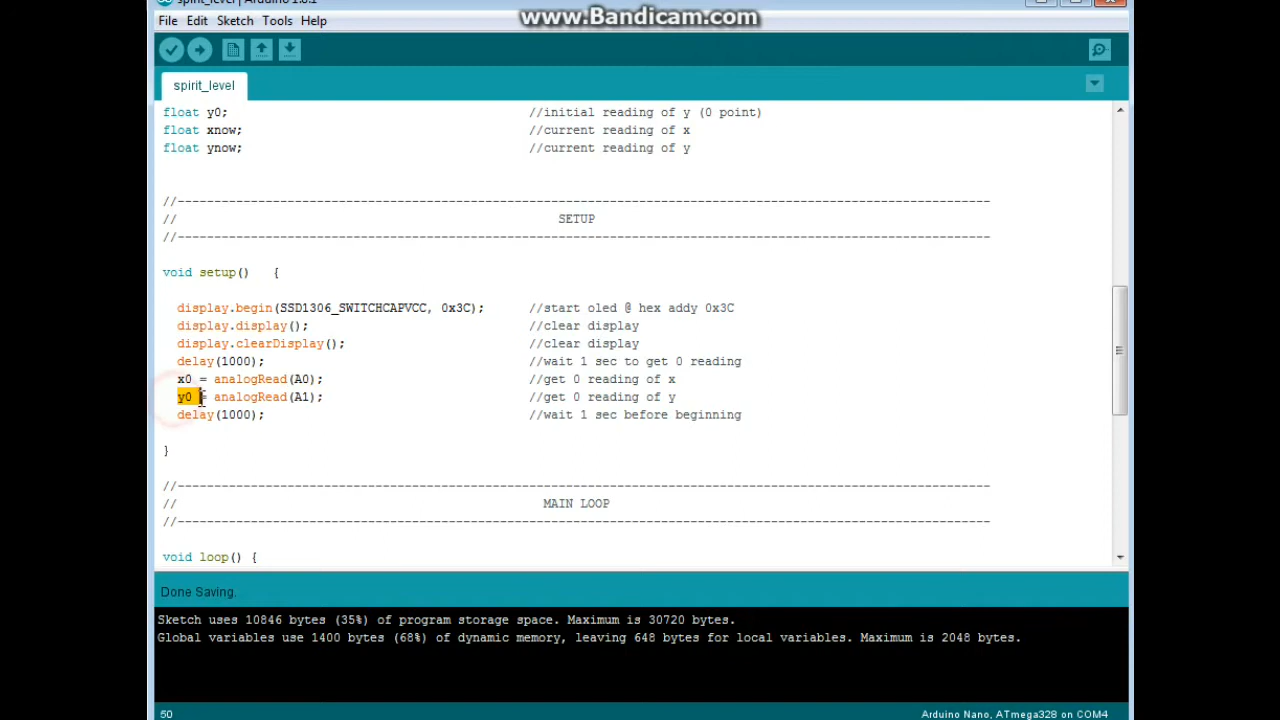 spirit_level | Arduino 1.6.1
www.Bandicam.com
File Edit Sketch Tools Help
spirit_level
float y0; //initial reading of y (0 point)
float xnow; //current reading of x
float ynow; //current reading of y
//---------------------------------------------------------------------------------------------------------------
// SETUP
//---------------------------------------------------------------------------------------------------------------
void setup() {
display.begin(SSD1306_SWITCHCAPVCC, 0x3C); //start oled @ hex addy 0x3C
display.display(); //clear display
display.clearDisplay(); //clear display
delay(1000); //wait 1 sec to get 0 reading
x0 = analogRead(A0); //get 0 reading of x
y0 = analogRead(A1); //get 0 reading of y
delay(1000); //wait 1 sec before beginning
}
//---------------------------------------------------------------------------------------------------------------
// MAIN LOOP
//---------------------------------------------------------------------------------------------------------------
void loop() {
Done Saving.
Sketch uses 10846 bytes (35%) of program storage space. Maximum is 30720 bytes.
Global variables use 1400 bytes (68%) of dynamic memory, leaving 648 bytes for local variables. Maximum is 2048 bytes.
50 Arduino Nano, ATmega328 on COM4